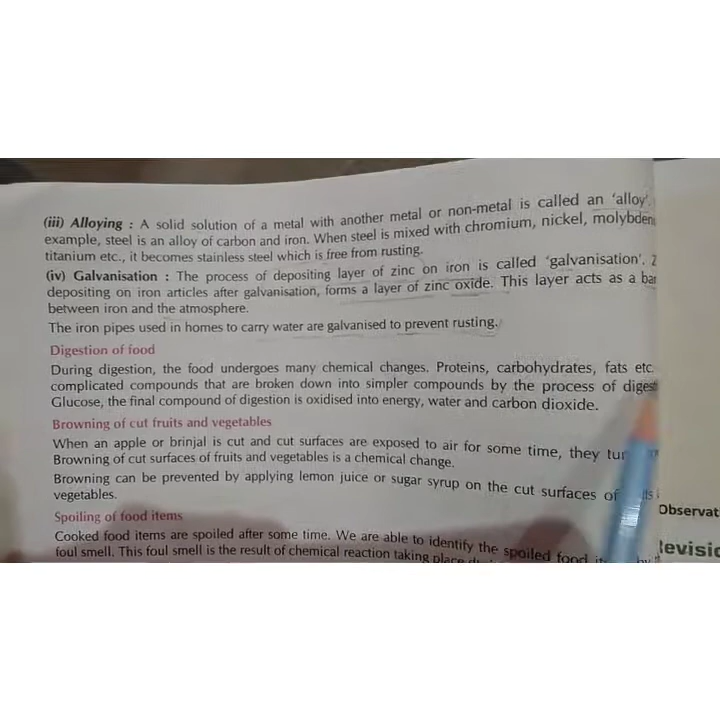 (iii) Alloying : A solid solution of a metal with another metal or non-metal is called an 'alloy'.
example, steel is an alloy of carbon and iron. When steel is mixed with chromium, nickel, molybden
titanium etc., it becomes stainless steel which is free from rusting.
(iv) Galvanisation : The process of depositing layer of zinc on iron is called 'galvanisation'. Z
depositing on iron articles after galvanisation, forms a layer of zinc oxide. This layer acts as a bar
between iron and the atmosphere.
The iron pipes used in homes to carry water are galvanised to prevent rusting.
Digestion of food
During digestion, the food undergoes many chemical changes. Proteins, carbohydrates, fats etc.
complicated compounds that are broken down into simpler compounds by the process of digest
Glucose, the final compound of digestion is oxidised into energy, water and carbon dioxide.
Browning of cut fruits and vegetables
When an apple or brinjal is cut and cut surfaces are exposed to air for some time, they tur
Browning of cut surfaces of fruits and vegetables is a chemical change.
Browning can be prevented by applying lemon juice or sugar syrup on the cut surfaces of
vegetables.
Spoiling of food items
Cooked food items are spoiled after some time. We are able to identify the spoiled food
foul smell. This foul smell is the result of chemical reaction taking place
Observat
evisio